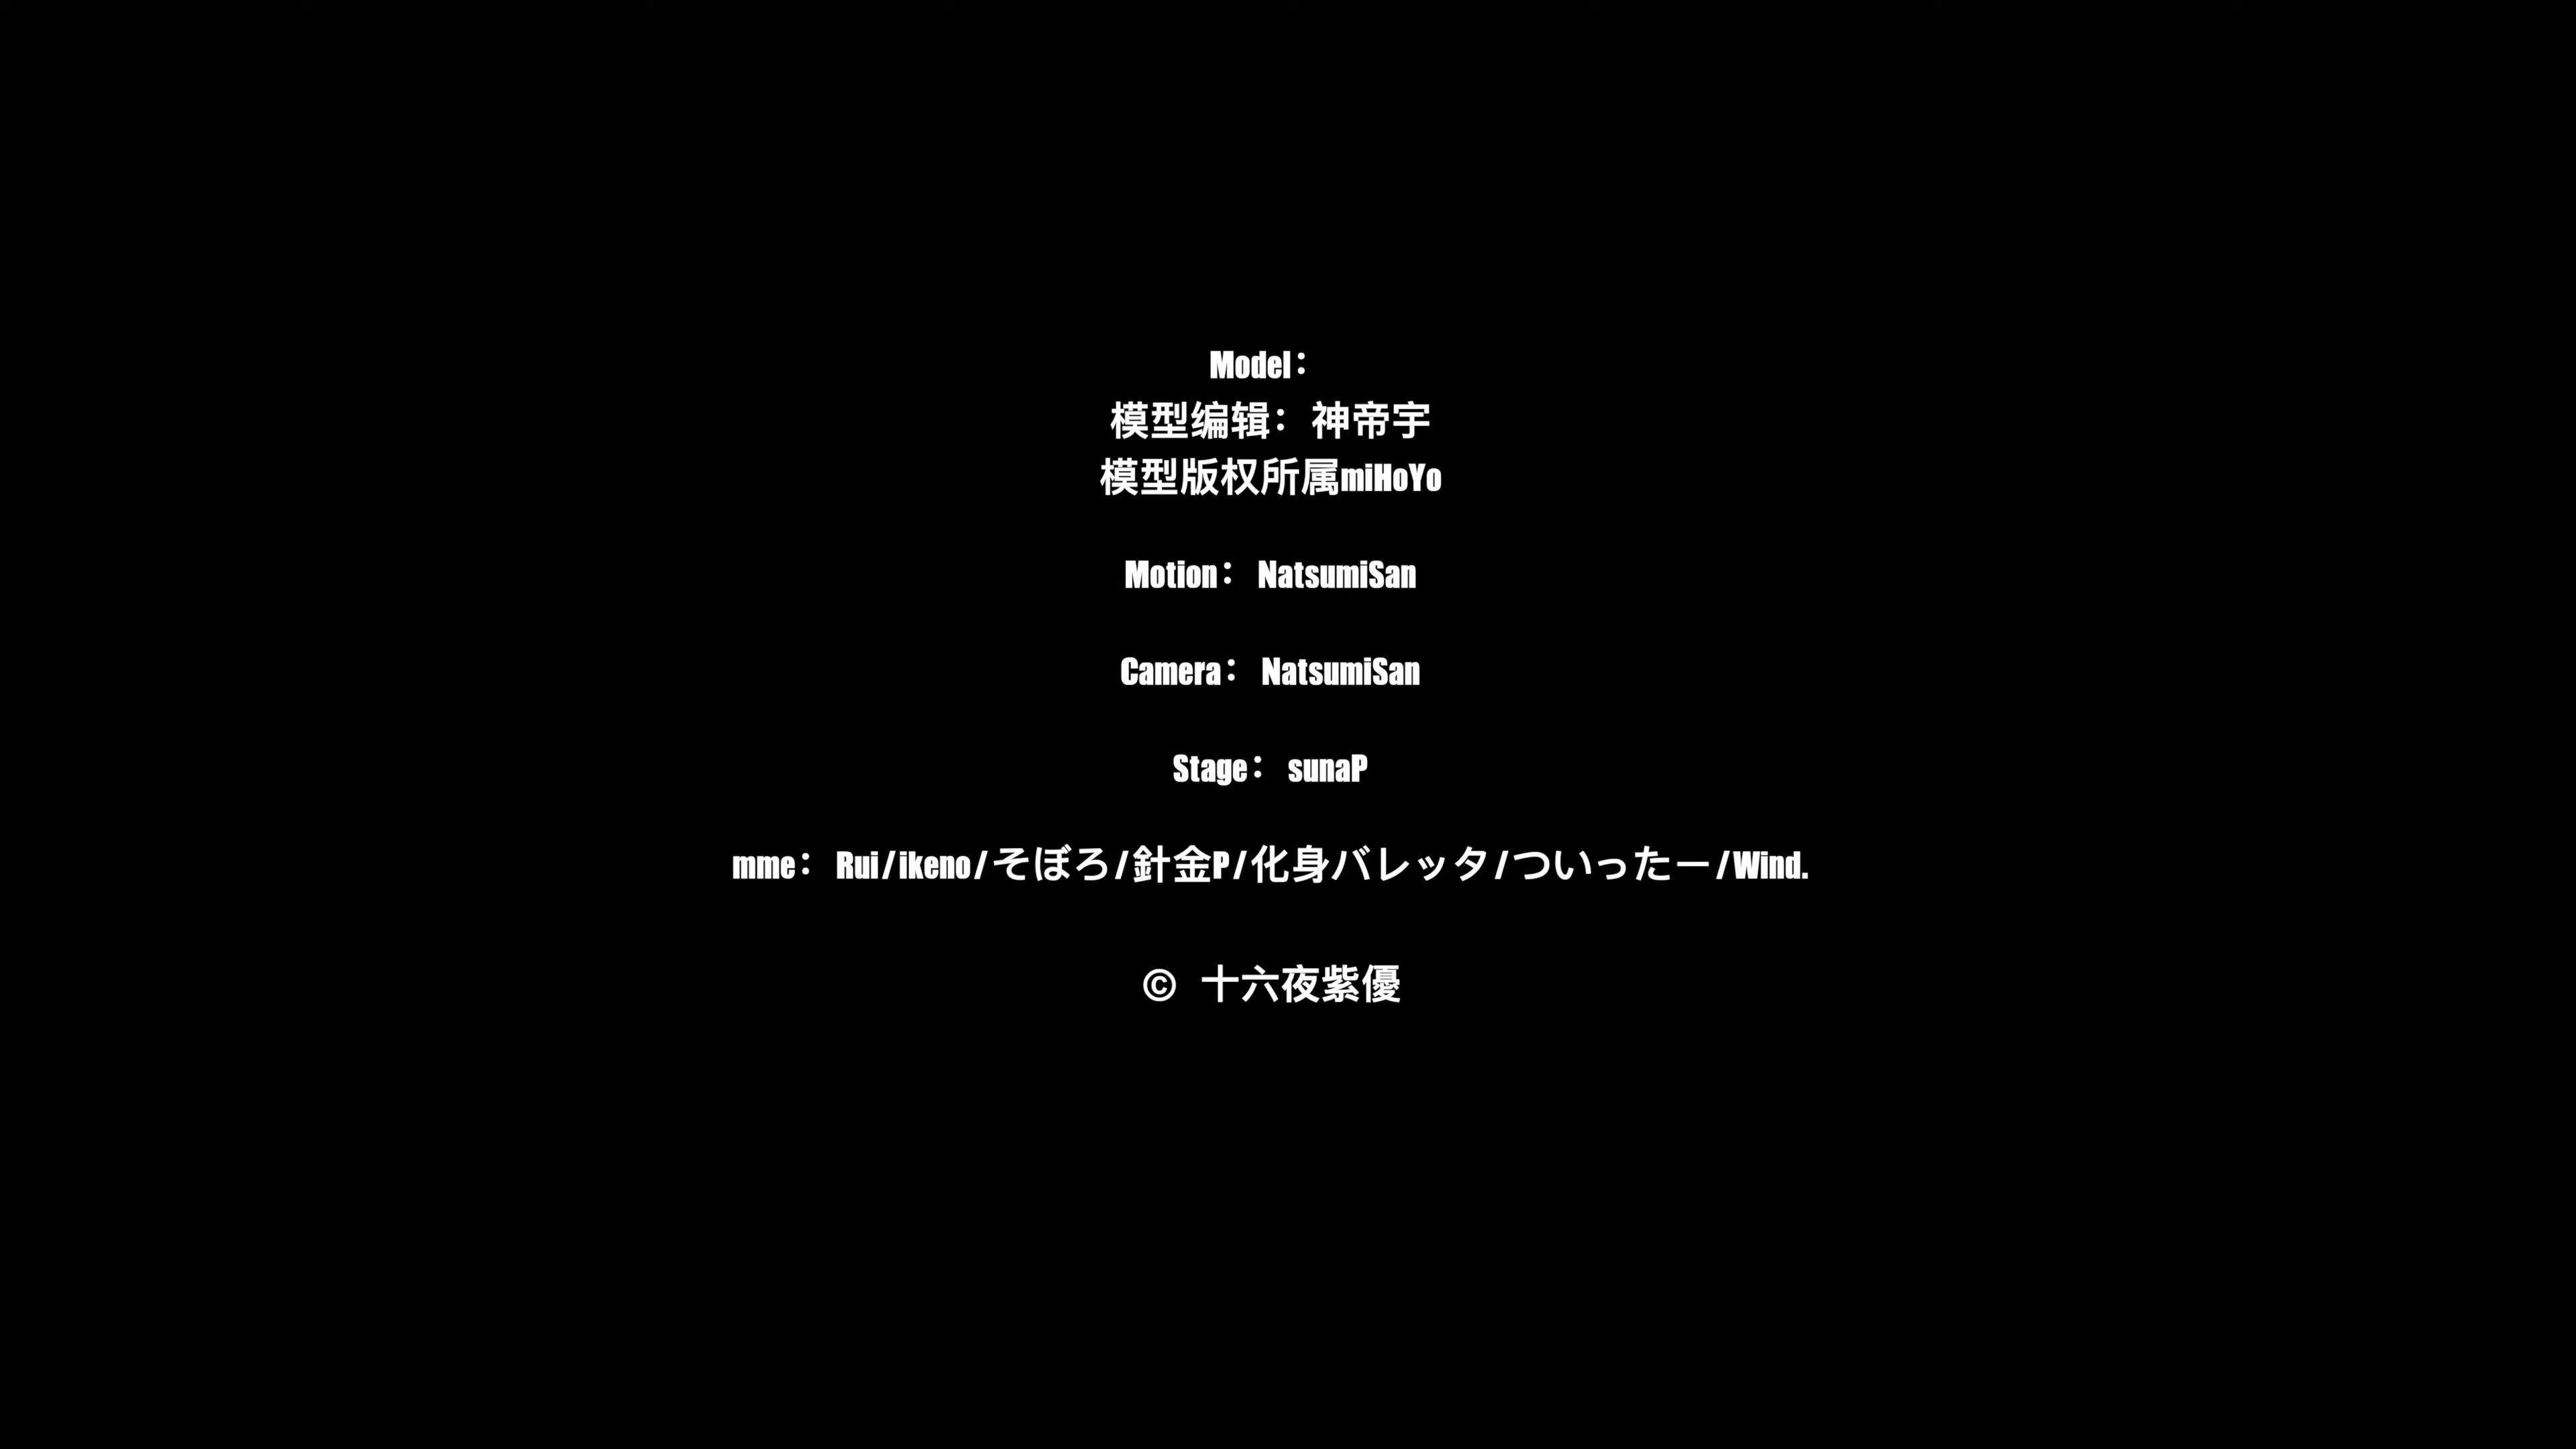 Model：
模型编辑：神帝宇
模型版权所属miHoYo
Motion： NatsumiSan
Camera： NatsumiSan
Stage： sunaP
mme： Rui/ikeno/そぼろ/針金P/化身バレッタ/ついったー/Wind.
© 十六夜紫優